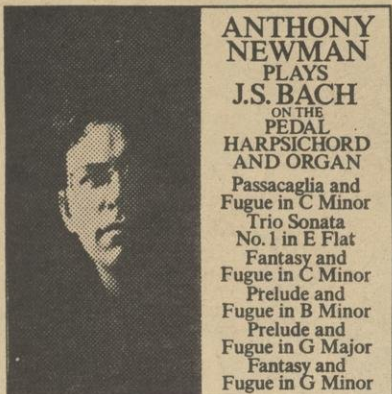 ANTHONY
NEWMAN
PLAYS
J.S. BACH
ON THE
PEDAL
HARPSICHORD
AND ORGAN
Passacaglia and
Fugue in C Minor
Trio Sonata
No. 1 in E Flat
Fantasy and
Fugue in C Minor
Prelude and
Fugue in B Minor
Prelude and
Fugue in G Major
Fantasy and
Fugue in G Minor